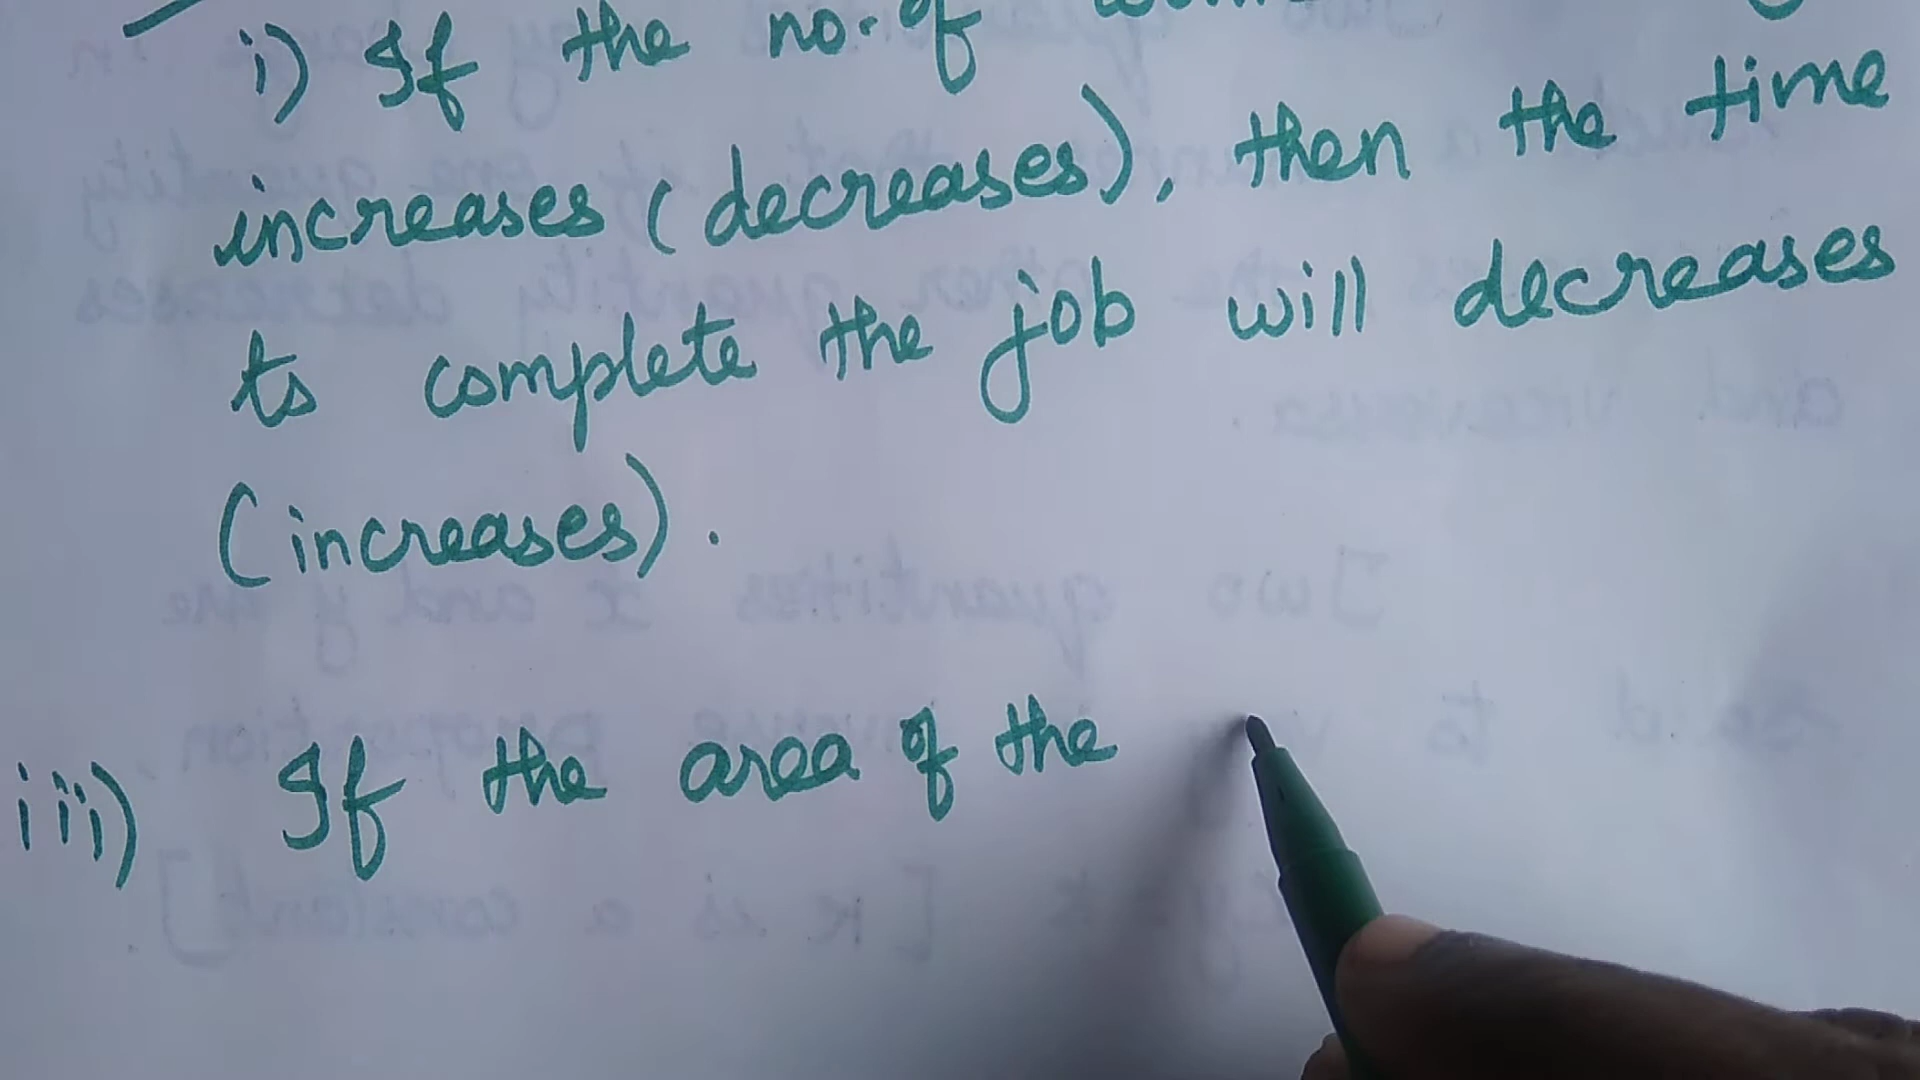 i) If the no. of
increases (decreases), then the time
to complete the job will decreases
(increases).
iii) If the area of the